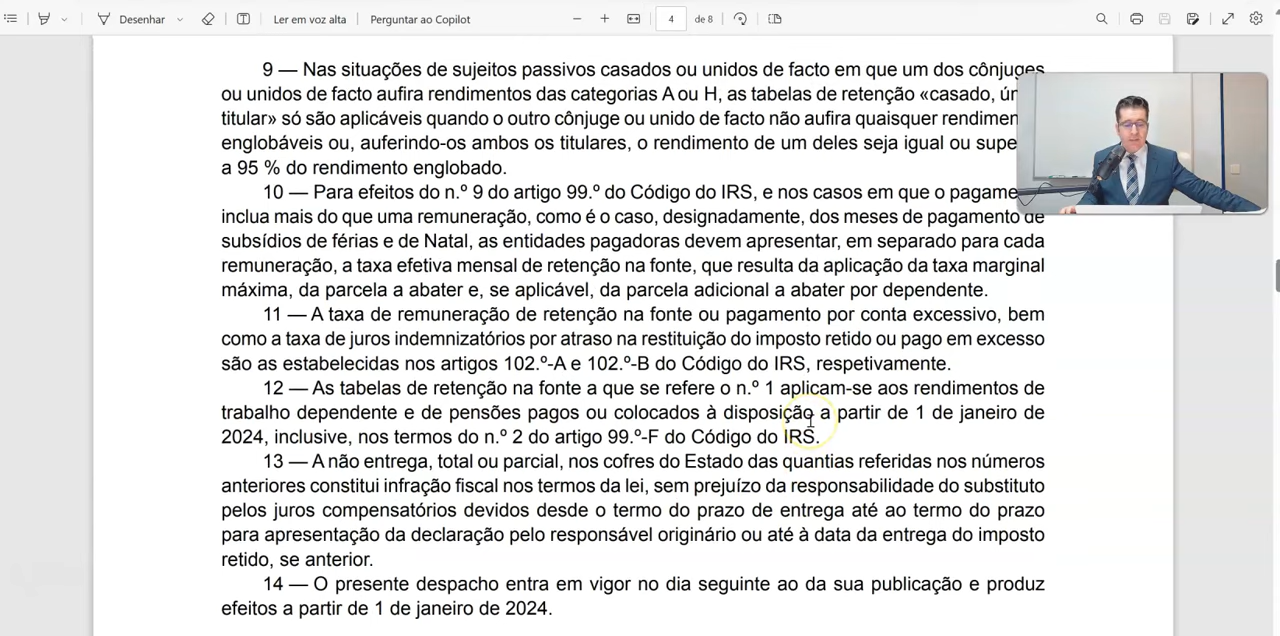 Desenhar
Ler em voz alta
Perguntar ao Copilot
4
de 8
9 — Nas situações de sujeitos passivos casados ou unidos de facto em que um dos cônjuges
ou unidos de facto aufira rendimentos das categorias A ou H, as tabelas de retenção «casado,
titular» só são aplicáveis quando o outro cônjuge ou unido de facto não aufira quaisquer
englobáveis ou, auferindo-os ambos os titulares, o rendimento de um deles seja igual ou
a 95 % do rendimento englobado.
10 — Para efeitos do n.º 9 do artigo 99.º do Código do IRS, e nos casos em que o
inclua mais do que uma remuneração, como é o caso, designadamente, dos meses de pagamento de
subsídios de férias e de Natal, as entidades pagadoras devem apresentar, em separado para cada
remuneração, a taxa efetiva mensal de retenção na fonte, que resulta da aplicação da taxa marginal
máxima, da parcela a abater e, se aplicável, da parcela adicional a abater por dependente.
11 — A taxa de remuneração de retenção na fonte ou pagamento por conta excessivo, bem
como a taxa de juros indemnizatórios por atraso na restituição do imposto retido ou pago em excesso
são as estabelecidas nos artigos 102.º-A e 102.º-B do Código do IRS, respetivamente.
12 — As tabelas de retenção na fonte a que se refere o n.º 1 aplicam-se aos rendimentos de
trabalho dependente e de pensões pagos ou colocados à disposição a partir de 1 de janeiro de
2024, inclusive, nos termos do n.º 2 do artigo 99.º-F do Código do IRS.
13 — A não entrega, total ou parcial, nos cofres do Estado das quantias referidas nos números
anteriores constitui infração fiscal nos termos da lei, sem prejuízo da responsabilidade do substituto
pelos juros compensatórios devidos desde o termo do prazo de entrega até ao termo do prazo
para apresentação da declaração pelo responsável originário ou até à data da entrega do imposto
retido, se anterior.
14 — O presente despacho entra em vigor no dia seguinte ao da sua publicação e produz
efeitos a partir de 1 de janeiro de 2024.